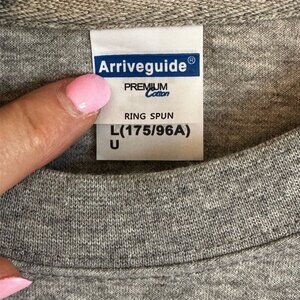 Arriveguide®
PREMIUM
Cotton
RING SPUN
L(175/96A)
U